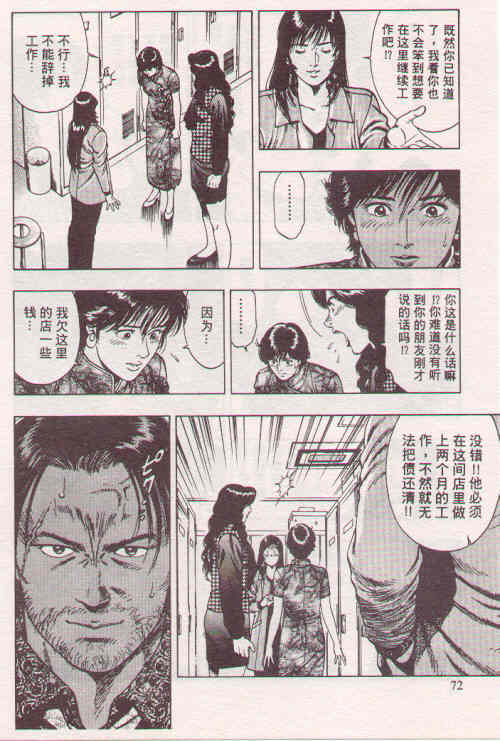 既然你已知道
了，我看你也
不会笨到想要
在这里继续工
作吧!?
不行…我
不能辞掉
工作…
………
你这是什么话嘛
!?你难道没有听
到你的朋友刚才
说的话吗!?
………
因为…
我欠这里
的店一些
钱…
没错!!他必须
在这间店里做
上两个月的工
作，不然就无
法把债还清!!
ピクッ
72